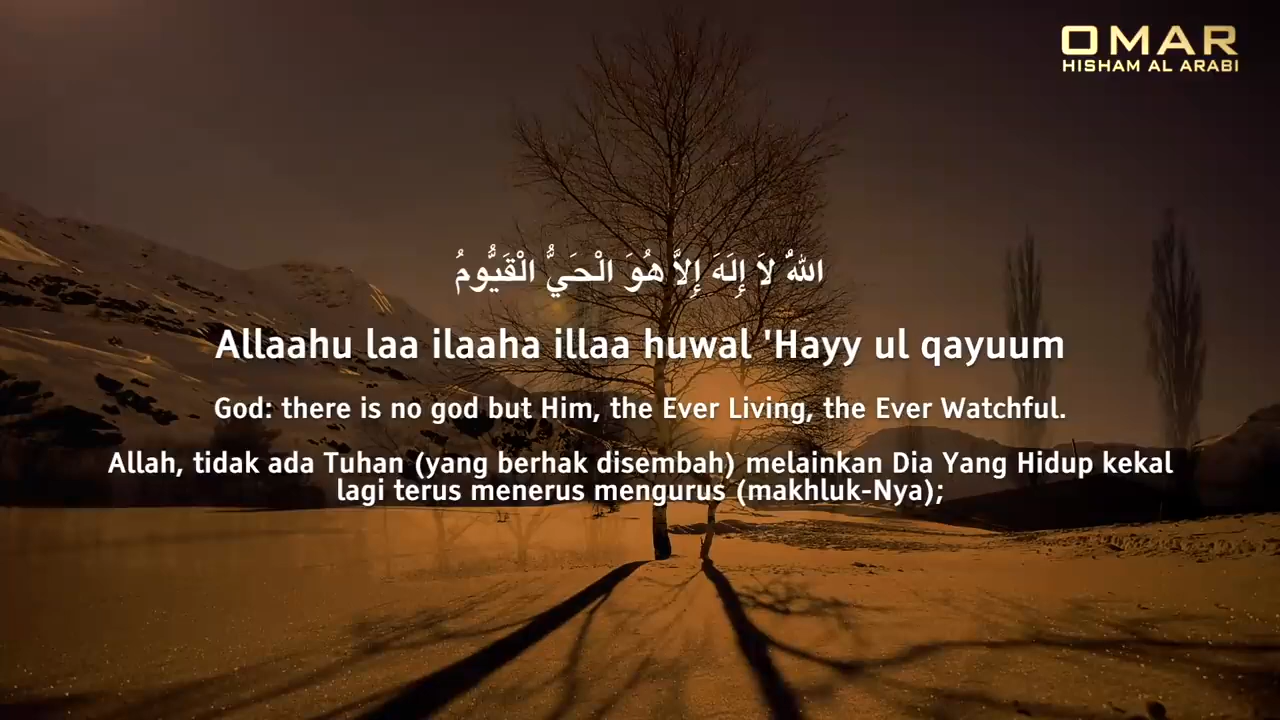 OMAR
HISHAM AL ARABI
اللهُ لاَ إِلَهَ إِلاَّ هُوَ الْحَيُّ الْقَيُّومُ
Allaahu laa ilaaha illaa huwal 'Hayy ul qayuum
God: there is no god but Him, the Ever Living, the Ever Watchful.
Allah, tidak ada Tuhan (yang berhak disembah) melainkan Dia Yang Hidup kekal
lagi terus menerus mengurus (makhluk-Nya);